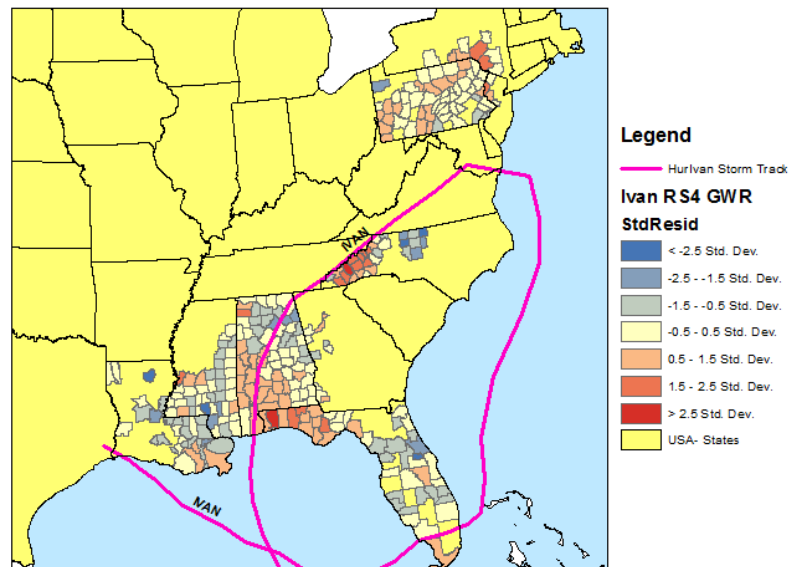 Legend
HurIvan Storm Track
Ivan RS4 GWR
StdResid
< -2.5 Std. Dev.
-2.5 - -1.5 Std. Dev.
-1.5 - -0.5 Std. Dev.
-0.5 - 0.5 Std. Dev.
0.5 - 1.5 Std. Dev.
1.5 - 2.5 Std. Dev.
> 2.5 Std. Dev.
USA- States
IVAN
IVAN